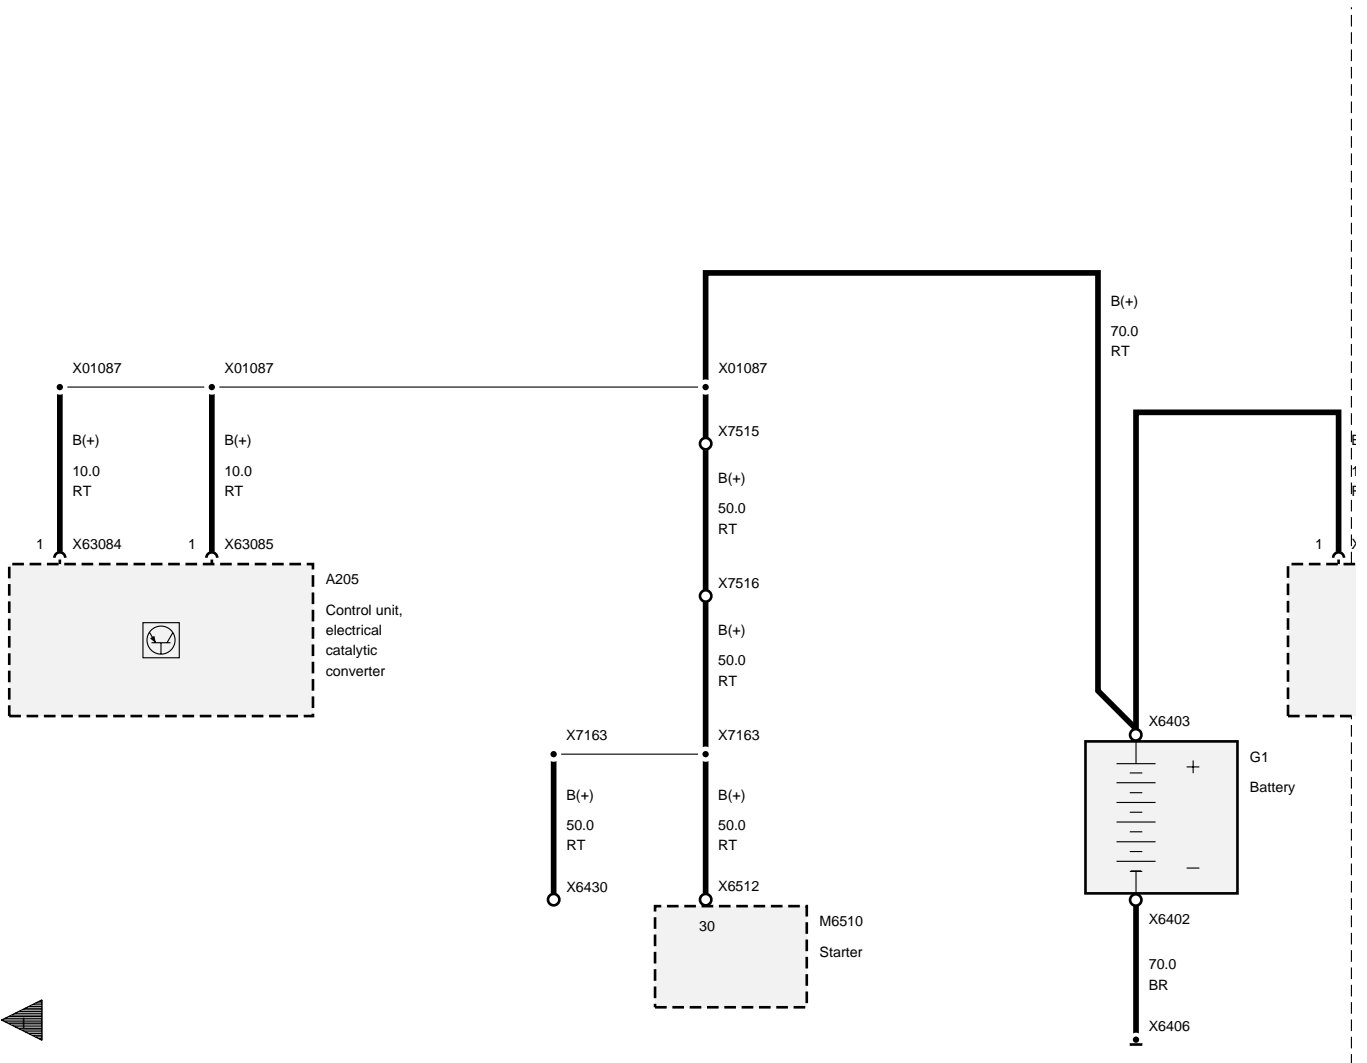 B(+)
70.0
RT
X01087
X01087
X01087
X7515
B(+)
10.0
RT
B(+)
10.0
RT
B(+)
50.0
RT
1
X63084
1
X63085
1
A205
Control unit,
electrical
catalytic
converter
X7516
B(+)
50.0
RT
X6403
X7163
X7163
G1
Battery
+
−
B(+)
50.0
RT
B(+)
50.0
RT
X6430
X6512
30
M6510
Starter
X6402
70.0
BR
X6406